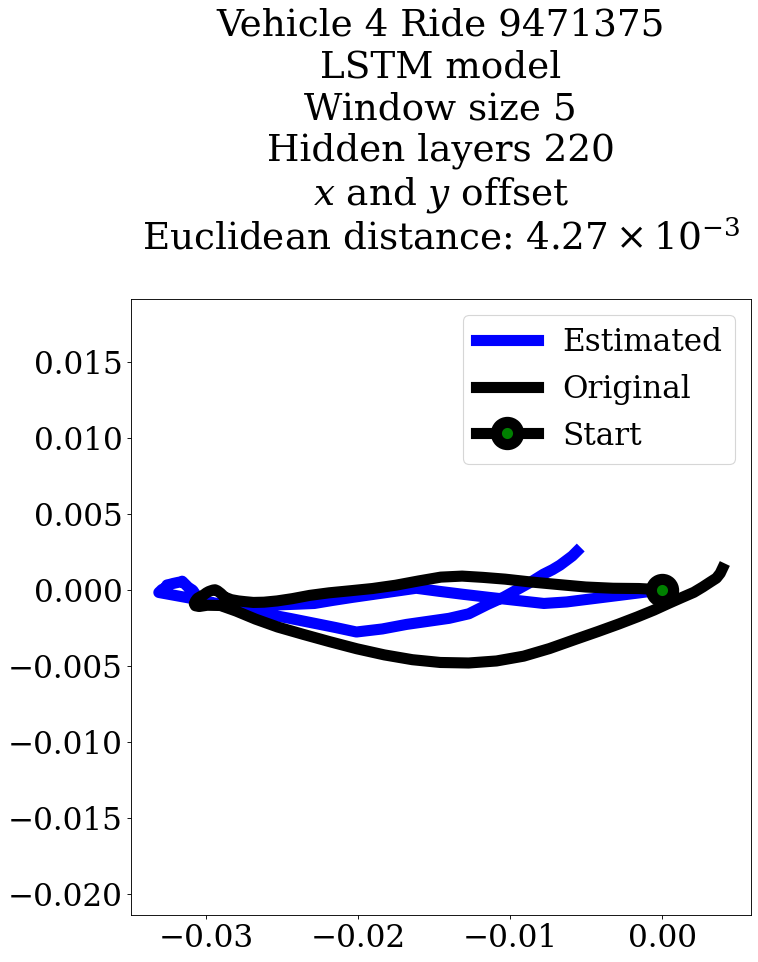 Vehicle 4 Ride 9471375
LSTM model
Window size 5
Hidden layers 220
x and y offset
Euclidean distance: 4.27 × 10⁻³
Estimated
Original
Start
0.015
0.010
0.005
0.000
−0.005
−0.010
−0.015
−0.020
−0.03 −0.02 −0.01 0.00